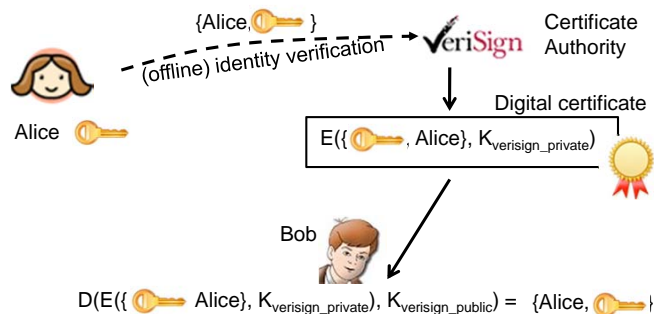 {Alice, }
(offline) identity verification
VeriSign
Certificate
Authority
Alice
Digital certificate
E({ , Alice}, Kverisign_private)
Bob
D(E({ Alice}, Kverisign_private), Kverisign_public) = {Alice, }